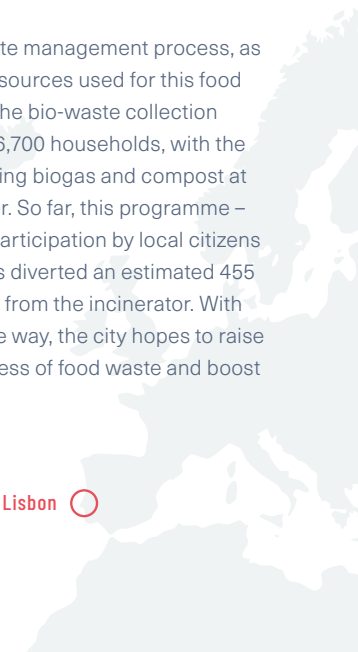 te management process, as
sources used for this food
he bio-waste collection
6,700 households, with the
ing biogas and compost at
r. So far, this programme –
articipation by local citizens
s diverted an estimated 455
from the incinerator. With
e way, the city hopes to raise
ess of food waste and boost
Lisbon